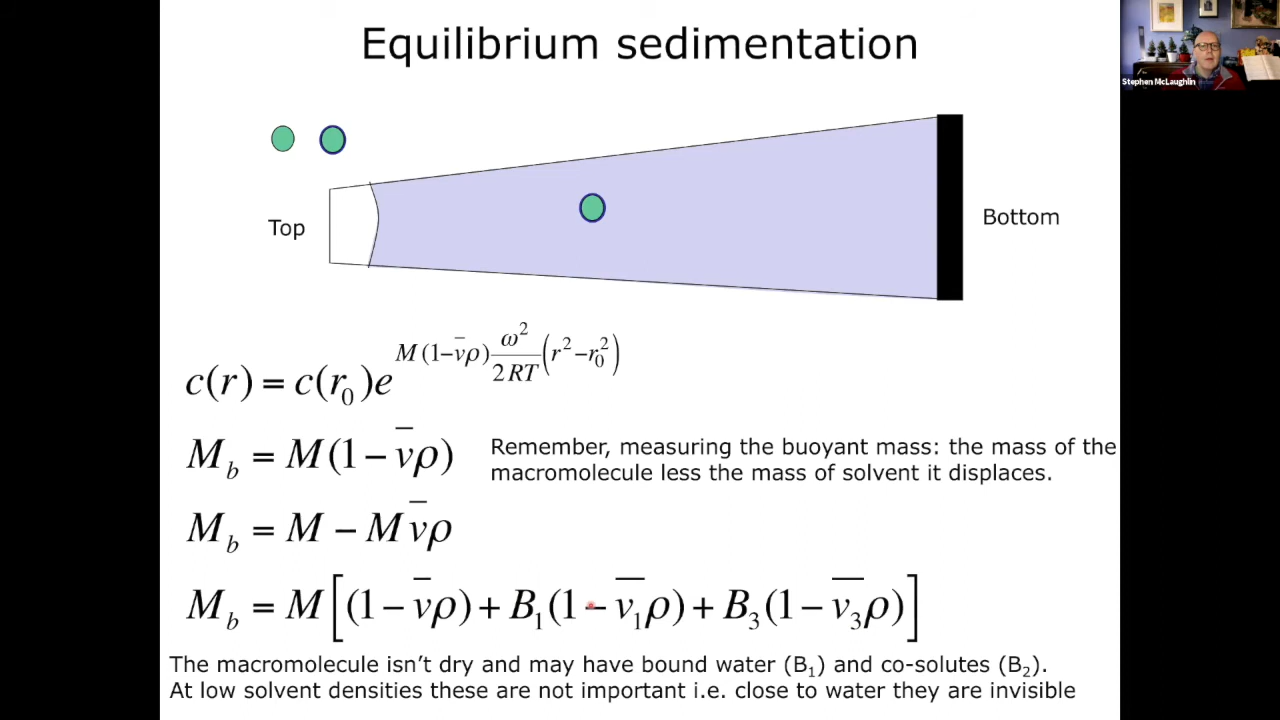 Equilibrium sedimentation
Stephen McLaughlin
Top
Bottom
c(r) = c(r₀)e^{M(1−v̄ρ) ω²/2RT (r²−r₀²)}
M_b = M(1 − v̄ρ)
Remember, measuring the buoyant mass: the mass of the
macromolecule less the mass of solvent it displaces.
M_b = M − Mv̄ρ
M_b = M[(1 − v̄ρ) + B₁(1 − v̄₁ρ) + B₃(1 − v̄₃ρ)]
The macromolecule isn't dry and may have bound water (B₁) and co-solutes (B₂).
At low solvent densities these are not important i.e. close to water they are invisible